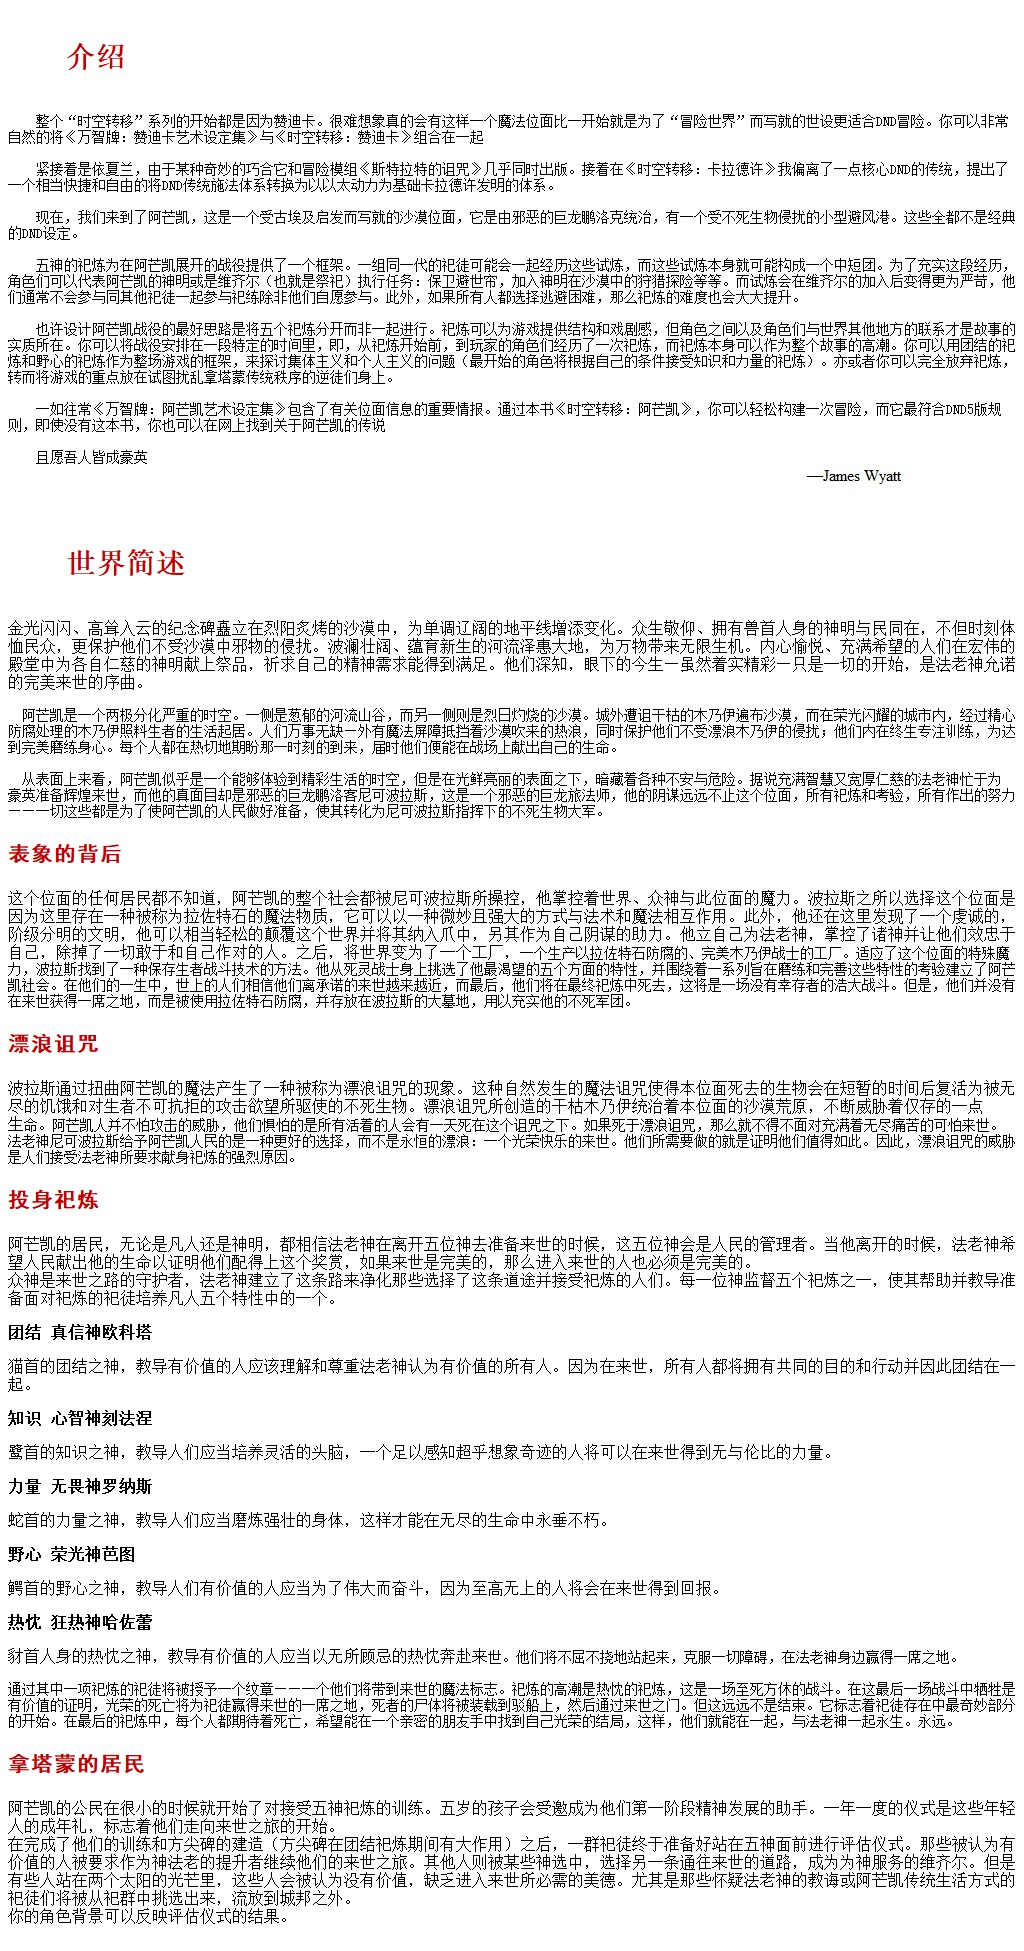 介绍
整个“时空转移”系列的开始都是因为赞迪卡。很难想象真的会有这样一个魔法位面比一开始就是为了“冒险世界”而写就的世设更适合DND冒险。你可以非常
自然的将《万智牌：赞迪卡艺术设定集》与《时空转移：赞迪卡》组合在一起
紧接着是依夏兰，由于某种奇妙的巧合它和冒险模组《斯特拉特的诅咒》几乎同时出版。接着在《时空转移：卡拉德许》我偏离了一点核心DND的传统，提出了
一个相当快捷和自由的将DND传统施法体系转换为以以太动力为基础卡拉德许发明的体系。
现在，我们来到了阿芒凯，这是一个受古埃及启发而写就的沙漠位面，它是由邪恶的巨龙鹏洛克统治，有一个受不死生物侵扰的小型避风港。这些全都不是经典
的DND设定。
五神的祀炼为在阿芒凯展开的战役提供了一个框架。一组同一代的祀徒可能会一起经历这些试炼，而这些试炼本身就可能构成一个中短团。为了充实这段经历，
角色们可以代表阿芒凯的神明或是维齐尔（也就是祭祀）执行任务：保卫避世帘，加入神明在沙漠中的狩猎探险等等。而试炼会在维齐尔的加入后变得更为严苛，他
们通常不会参与同其他祀徒一起参与祀练除非他们自愿参与。此外，如果所有人都选择逃避困难，那么祀炼的难度也会大大提升。
也许设计阿芒凯战役的最好思路是将五个祀炼分开而非一起进行。祀炼可以为游戏提供结构和戏剧感，但角色之间以及角色们与世界其他地方的联系才是故事的
实质所在。你可以将战役安排在一段特定的时间里，即，从祀炼开始前，到玩家的角色们经历了一次祀炼，而祀炼本身可以作为整个故事的高潮。你可以用团结的祀
炼和野心的祀炼作为整场游戏的框架，来探讨集体主义和个人主义的问题（最开始的角色将根据自己的条件接受知识和力量的祀炼）。亦或者你可以完全放弃祀炼，
转而将游戏的重点放在试图扰乱拿塔蒙传统秩序的逆徒们身上。
一如往常《万智牌：阿芒凯艺术设定集》包含了有关位面信息的重要情报。通过本书《时空转移：阿芒凯》，你可以轻松构建一次冒险，而它最符合DND5版规
则，即使没有这本书，你也可以在网上找到关于阿芒凯的传说
且愿吾人皆成豪英
—James Wyatt
世界简述
金光闪闪、高耸入云的纪念碑矗立在烈阳炙烤的沙漠中，为单调辽阔的地平线增添变化。众生敬仰、拥有兽首人身的神明与民同在，不但时刻体
恤民众，更保护他们不受沙漠中邪物的侵扰。波澜壮阔、蕴育新生的河流泽惠大地，为万物带来无限生机。内心愉悦、充满希望的人们在宏伟的
殿堂中为各自仁慈的神明献上祭品，祈求自己的精神需求能得到满足。他们深知，眼下的今生一虽然着实精彩一只是一切的开始，是法老神允诺
的完美来世的序曲。
阿芒凯是一个两极分化严重的时空。一侧是葱郁的河流山谷，而另一侧则是烈日灼烧的沙漠。城外遭诅干枯的木乃伊遍布沙漠，而在荣光闪耀的城市内，经过精心
防腐处理的木乃伊照料生者的生活起居。人们万事无缺一外有魔法屏障抵挡着沙漠吹来的热浪，同时保护他们不受漂浪木乃伊的侵扰；他们内在终生专注训练，为达
到完美磨练身心。每个人都在热切地期盼那一时刻的到来，届时他们便能在战场上献出自己的生命。
从表面上来看，阿芒凯似乎是一个能够体验到精彩生活的时空，但是在光鲜亮丽的表面之下，暗藏着各种不安与危险。据说充满智慧又宽厚仁慈的法老神忙于为
豪英准备辉煌来世，而他的真面目却是邪恶的巨龙鹏洛客尼可波拉斯，这是一个邪恶的巨龙旅法师，他的阴谋远远不止这个位面，所有祀炼和考验，所有作出的努力
－－一切这些都是为了使阿芒凯的人民做好准备，使其转化为尼可波拉斯指挥下的不死生物大军。
表象的背后
这个位面的任何居民都不知道，阿芒凯的整个社会都被尼可波拉斯所操控，他掌控着世界、众神与此位面的魔力。波拉斯之所以选择这个位面是
因为这里存在一种被称为拉佐特石的魔法物质，它可以以一种微妙且强大的方式与法术和魔法相互作用。此外，他还在这里发现了一个虔诚的，
阶级分明的文明，他可以相当轻松的颠覆这个世界并将其纳入爪中，另其作为自己阴谋的助力。他立自己为法老神，掌控了诸神并让他们效忠于
自己，除掉了一切敢于和自己作对的人。之后，将世界变为了一个工厂，一个生产以拉佐特石防腐的、完美木乃伊战士的工厂。适应了这个位面的特殊魔
力，波拉斯找到了一种保存生者战斗技术的方法。他从死灵战士身上挑选了他最渴望的五个方面的特性，并围绕着一系列旨在磨练和完善这些特性的考验建立了阿芒
凯社会。在他们的一生中，世上的人们相信他们离承诺的来世越来越近，而最后，他们将在最终祀炼中死去，这将是一场没有幸存者的浩大战斗。但是，他们并没有
在来世获得一席之地，而是被使用拉佐特石防腐，并存放在波拉斯的大墓地，用以充实他的不死军团。
漂浪诅咒
波拉斯通过扭曲阿芒凯的魔法产生了一种被称为漂浪诅咒的现象。这种自然发生的魔法诅咒使得本位面死去的生物会在短暂的时间后复活为被无
尽的饥饿和对生者不可抗拒的攻击欲望所驱使的不死生物。漂浪诅咒所创造的干枯木乃伊统治着本位面的沙漠荒原，不断威胁着仅存的一点
生命。阿芒凯人并不怕攻击的威胁，他们惧怕的是所有活着的人会有一天死在这个诅咒之下。如果死于漂浪诅咒，那么就不得不面对充满着无尽痛苦的可怕来世。
法老神尼可波拉斯给予阿芒凯人民的是一种更好的选择，而不是永恒的漂浪：一个光荣快乐的来世。他们所需要做的就是证明他们值得如此。因此，漂浪诅咒的威胁
是人们接受法老神所要求献身祀炼的强烈原因。
投身祀炼
阿芒凯的居民，无论是凡人还是神明，都相信法老神在离开五位神去准备来世的时候，这五位神会是人民的管理者。当他离开的时候，法老神希
望人民献出他的生命以证明他们配得上这个奖赏，如果来世是完美的，那么进入来世的人也必须是完美的。
众神是来世之路的守护者，法老神建立了这条路来净化那些选择了这条道途并接受祀炼的人们。每一位神监督五个祀炼之一，使其帮助并教导准
备面对祀炼的祀徒培养凡人五个特性中的一个。
团结 真信神欧科塔
猫首的团结之神，教导有价值的人应该理解和尊重法老神认为有价值的所有人。因为在来世，所有人都将拥有共同的目的和行动并因此团结在一
起。
知识 心智神刻法涅
鹭首的知识之神，教导人们应当培养灵活的头脑，一个足以感知超乎想象奇迹的人将可以在来世得到无与伦比的力量。
力量 无畏神罗纳斯
蛇首的力量之神，教导人们应当磨炼强壮的身体，这样才能在无尽的生命中永垂不朽。
野心 荣光神芭图
鳄首的野心之神，教导人们有价值的人应当为了伟大而奋斗，因为至高无上的人将会在来世得到回报。
热忱 狂热神哈佐蕾
豺首人身的热忱之神，教导有价值的人应当以无所顾忌的热忱奔赴来世。他们将不屈不挠地站起来，克服一切障碍，在法老神身边赢得一席之地。
通过其中一项祀炼的祀徒将被授予一个纹章－－－个他们将带到来世的魔法标志。祀炼的高潮是热忱的祀炼，这是一场至死方休的战斗。在这最后一场战斗中牺牲是
有价值的证明，光荣的死亡将为祀徒赢得来世的一席之地，死者的尸体将被装载到驳船上，然后通过来世之门。但这远远不是结束。它标志着祀徒存在中最奇妙部分
的开始。在最后的祀炼中，每个人都期待着死亡，希望能在一个亲密的朋友手中找到自己光荣的结局，这样，他们就能在一起，与法老神一起永生。永远。
拿塔蒙的居民
阿芒凯的公民在很小的时候就开始了对接受五神祀炼的训练。五岁的孩子会受邀成为他们第一阶段精神发展的助手。一年一度的仪式是这些年轻
人的成年礼，标志着他们走向来世之旅的开始。
在完成了他们的训练和方尖碑的建造（方尖碑在团结祀炼期间有大作用）之后，一群祀徒终于准备好站在五神面前进行评估仪式。那些被认为有
价值的人被要求作为神法老的提升者继续他们的来世之旅。其他人则被某些神选中，选择另一条通往来世的道路，成为为神服务的维齐尔。但是
有些人站在两个太阳的光芒里，这些人会被认为没有价值，缺乏进入来世所必需的美德。尤其是那些怀疑法老神的教诲或阿芒凯传统生活方式的
祀徒们将被从祀群中挑选出来，流放到城邦之外。
你的角色背景可以反映评估仪式的结果。